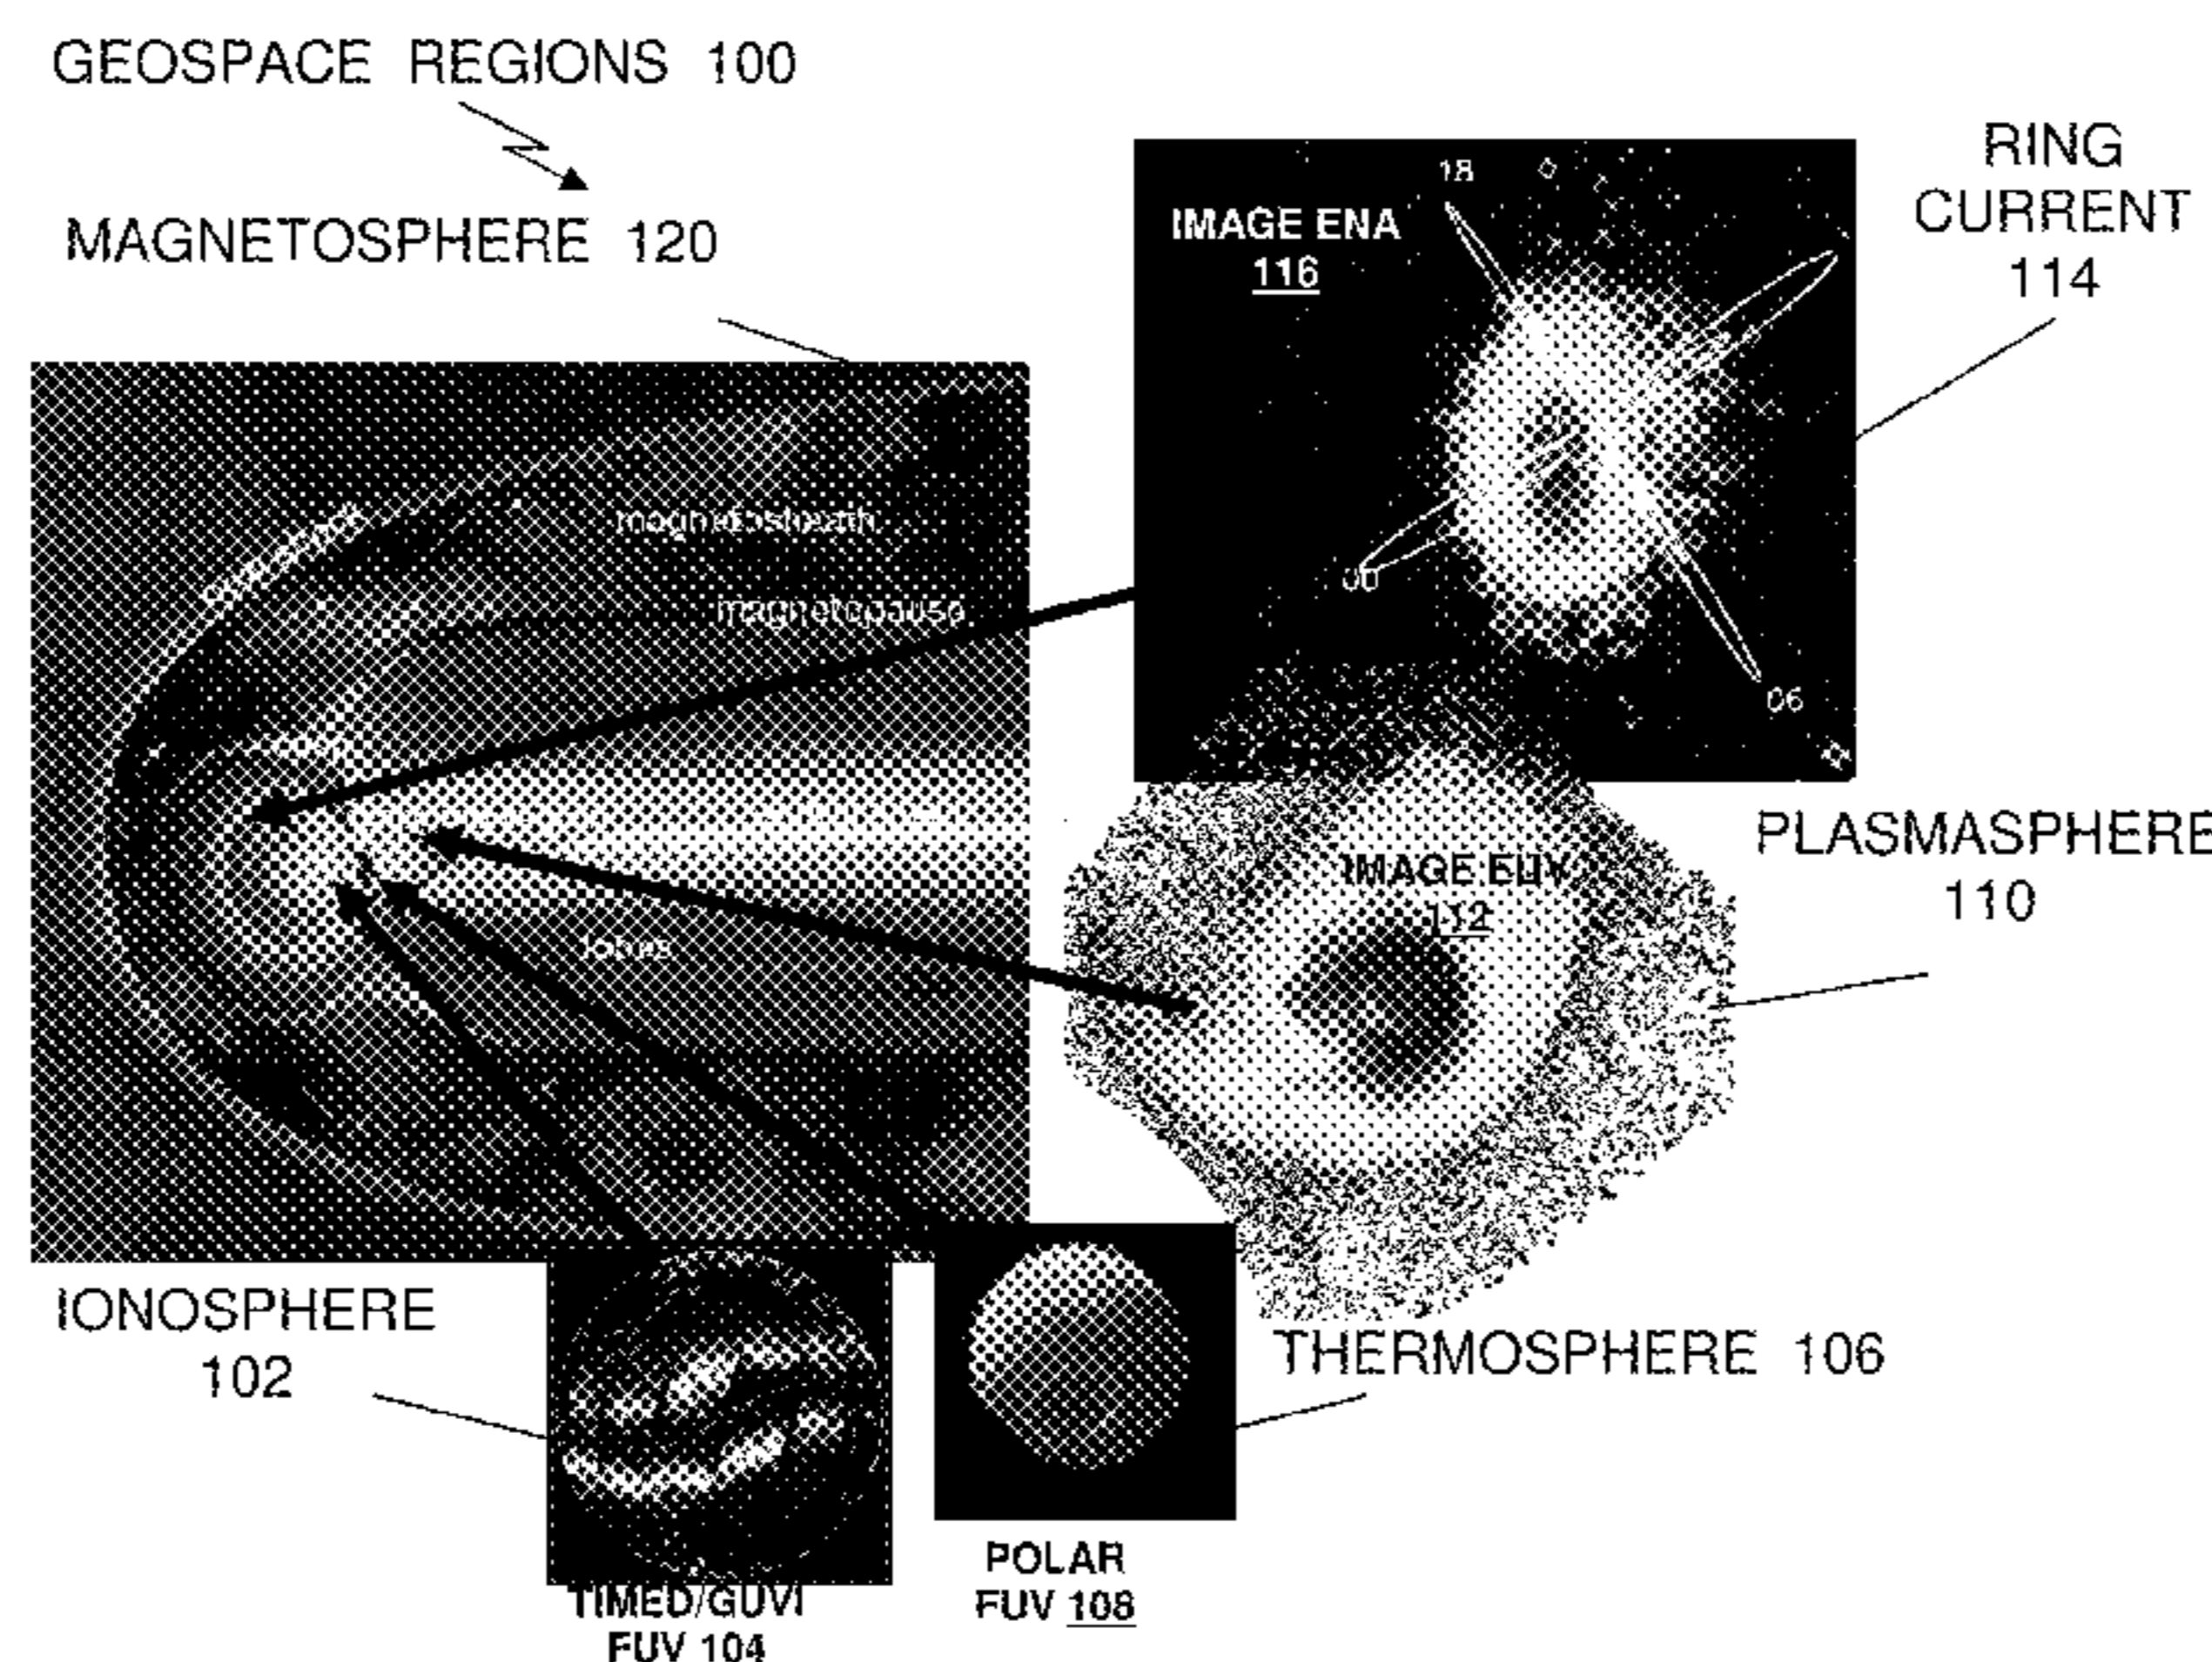 GEOSPACE REGIONS 100
MAGNETOSPHERE 120
RING
CURRENT
114
IMAGE ENA
116
18
00
06
magnetosheath
magnetopause
lobes
PLASMASPHERE
110
IMAGE EUV
112
IONOSPHERE
102
THERMOSPHERE 106
TIMED/GUVI
FUV 104
POLAR
FUV 108